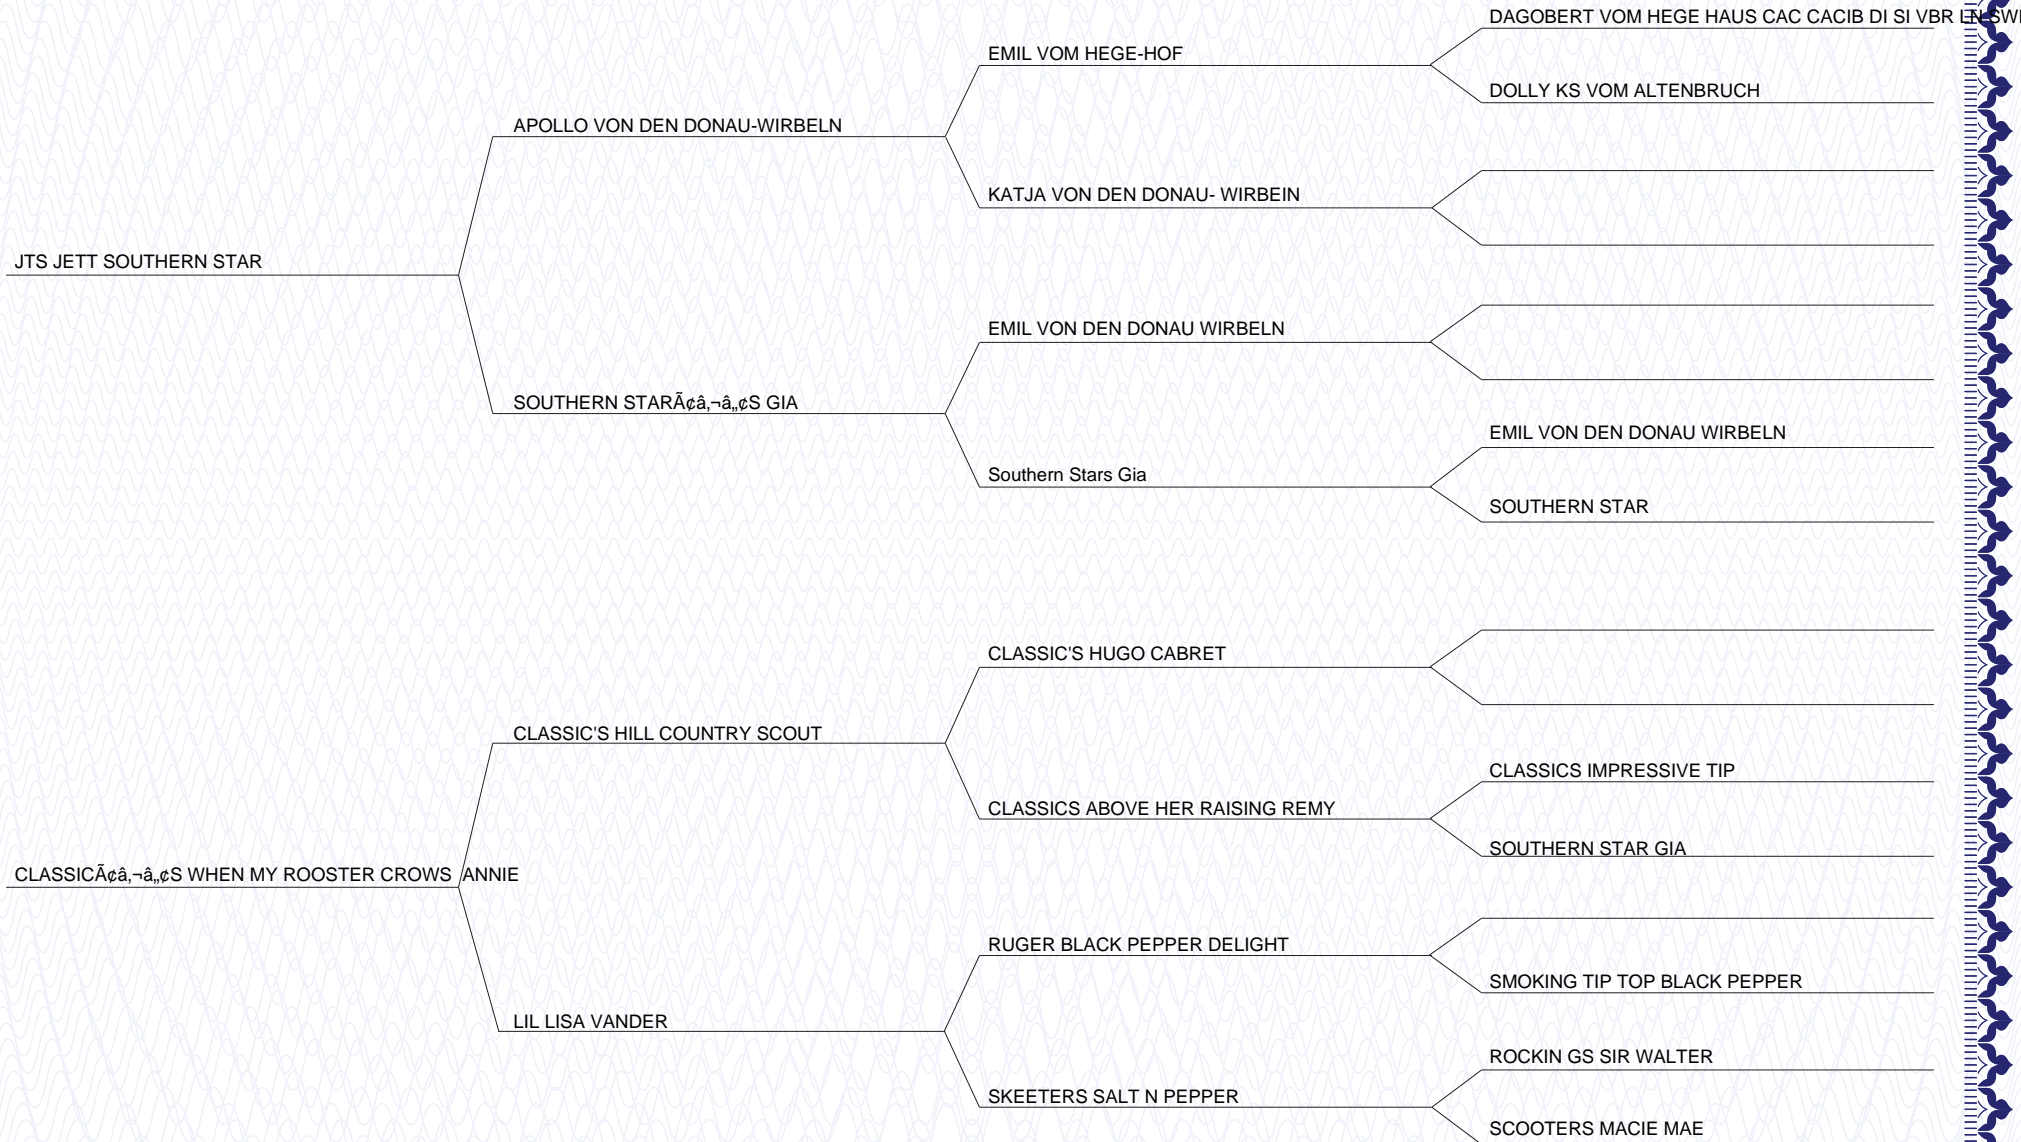 DAGOBERT VOM HEGE HAUS CAC CACIB DI SI VBR LN SW
EMIL VOM HEGE-HOF
DOLLY KS VOM ALTENBRUCH
APOLLO VON DEN DONAU-WIRBELN
KATJA VON DEN DONAU- WIRBEIN
JTS JETT SOUTHERN STAR
EMIL VON DEN DONAU WIRBELN
SOUTHERN STARÃ¢â‚¬â„¢S GIA
EMIL VON DEN DONAU WIRBELN
Southern Stars Gia
SOUTHERN STAR
CLASSIC'S HUGO CABRET
CLASSIC'S HILL COUNTRY SCOUT
CLASSICS IMPRESSIVE TIP
CLASSICS ABOVE HER RAISING REMY
SOUTHERN STAR GIA
CLASSICÃ¢â‚¬â„¢S WHEN MY ROOSTER CROWS ANNIE
RUGER BLACK PEPPER DELIGHT
SMOKING TIP TOP BLACK PEPPER
LIL LISA VANDER
ROCKIN GS SIR WALTER
SKEETERS SALT N PEPPER
SCOOTERS MACIE MAE